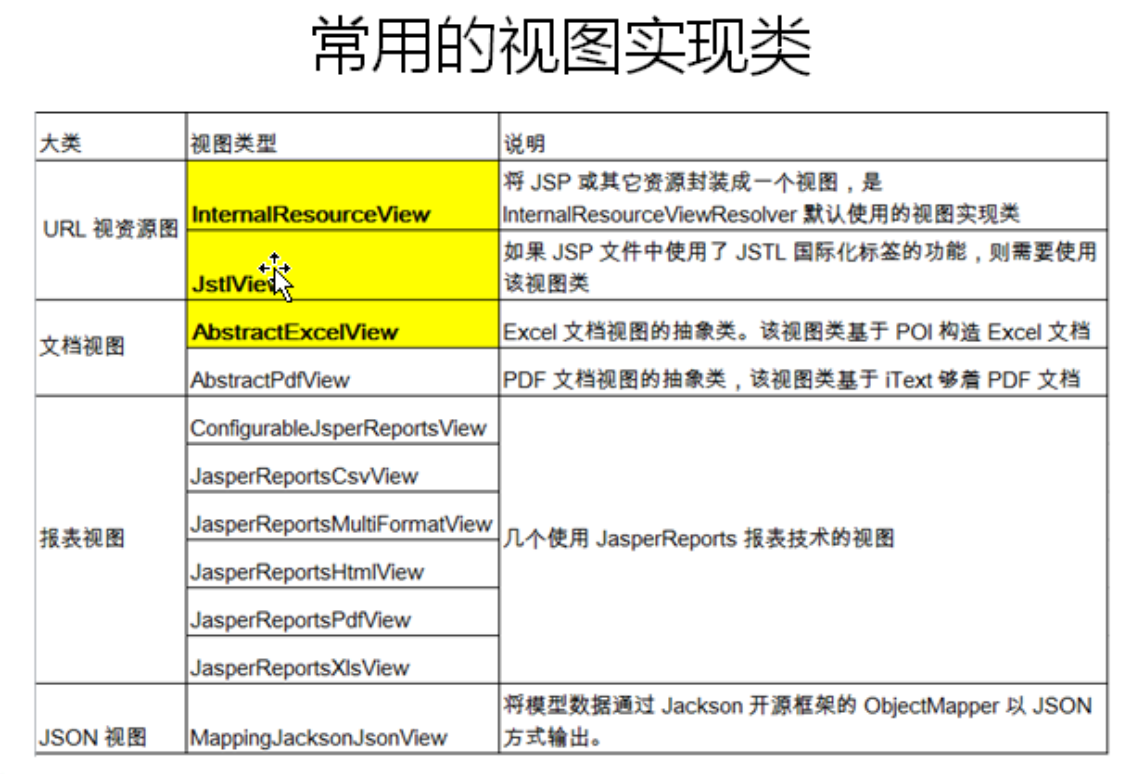 常用的视图实现类
大类 视图类型 说明
URL 视资源图
InternalResourceView
将 JSP 或其它资源封装成一个视图，是
InternalResourceViewResolver 默认使用的视图实现类
JstlView
如果 JSP 文件中使用了 JSTL 国际化标签的功能，则需要使用
该视图类
文档视图
AbstractExcelView
Excel 文档视图的抽象类。该视图类基于 POI 构造 Excel 文档
AbstractPdfView
PDF 文档视图的抽象类，该视图类基于 iText 够着 PDF 文档
报表视图
ConfigurableJsperReportsView
JasperReportsCsvView
JasperReportsMultiFormatView
JasperReportsHtmlView
JasperReportsPdfView
JasperReportsXlsView
几个使用 JasperReports 报表技术的视图
JSON 视图
MappingJacksonJsonView
将模型数据通过 Jackson 开源框架的 ObjectMapper 以 JSON
方式输出。